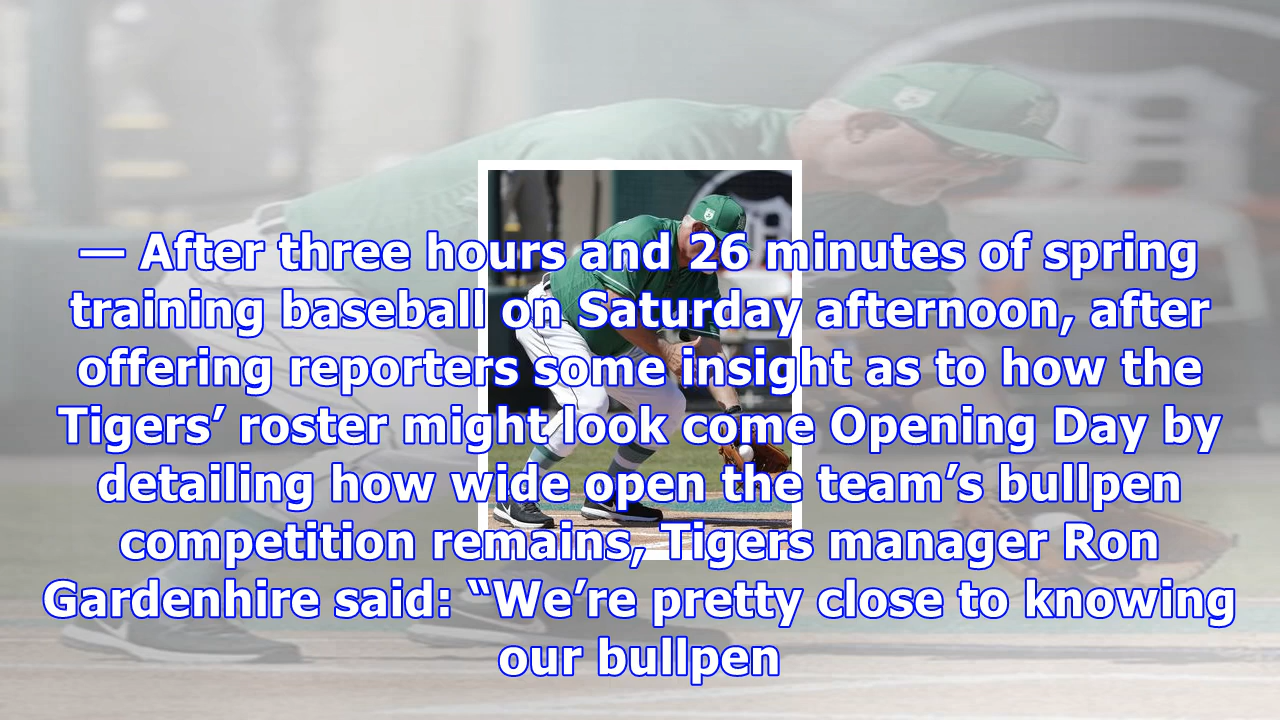 — After three hours and 26 minutes of spring
training baseball on Saturday afternoon, after
offering reporters some insight as to how the
Tigers’ roster might look come Opening Day by
detailing how wide open the team’s bullpen
competition remains, Tigers manager Ron
Gardenhire said: “We’re pretty close to knowing
our bullpen